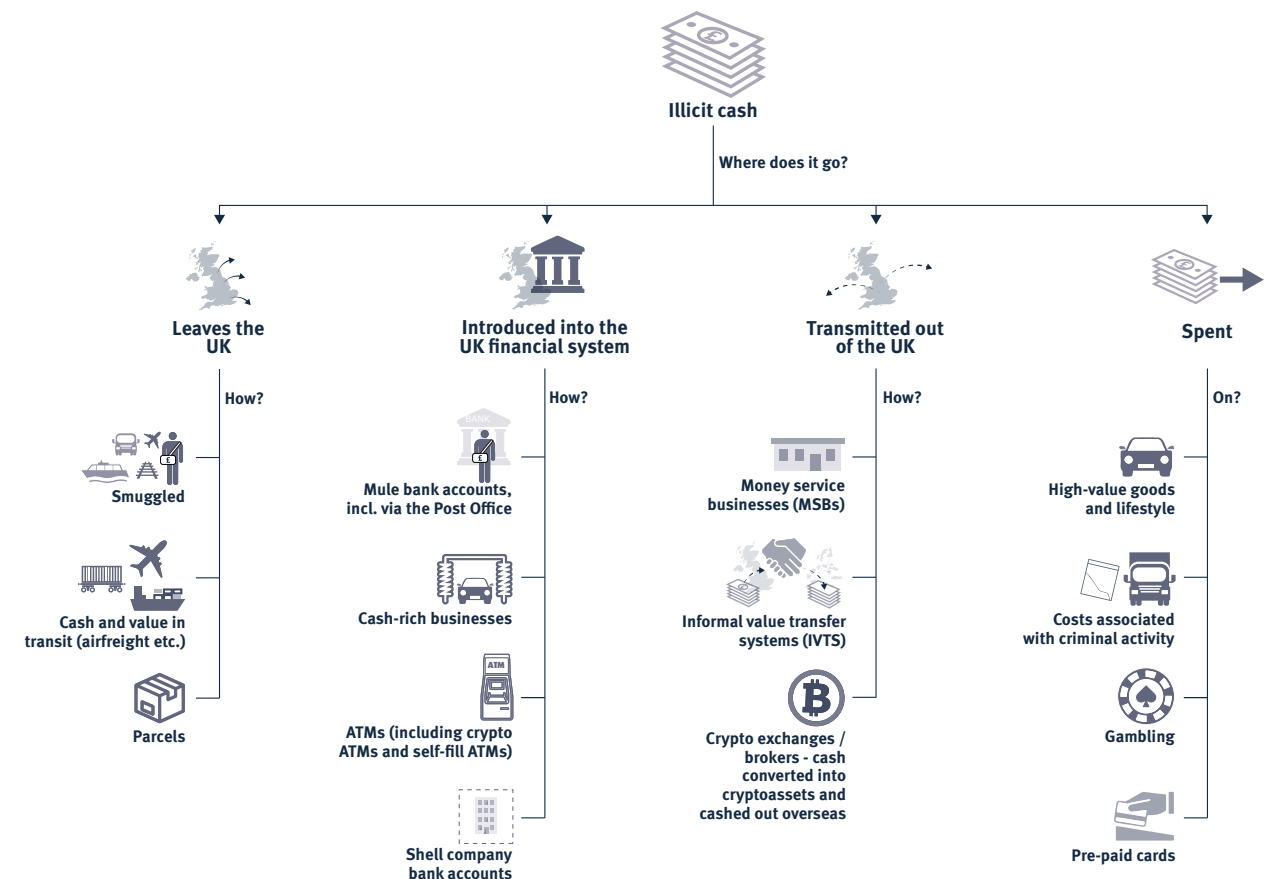 Illicit cash
Where does it go?
Leaves the
UK
How?
Smuggled
Cash and value in
transit (airfreight etc.)
Parcels
Introduced into the
UK financial system
How?
BANK
Mule bank accounts,
incl. via the Post Office
Cash-rich businesses
ATM
ATMs (including crypto
ATMs and self-fill ATMs)
Shell company
bank accounts
Transmitted out
of the UK
How?
Money service
businesses (MSBs)
Informal value transfer
systems (IVTS)
Crypto exchanges /
brokers - cash
converted into
cryptoassets and
cashed out overseas
Spent
On?
High-value goods
and lifestyle
Costs associated
with criminal activity
Gambling
Pre-paid cards